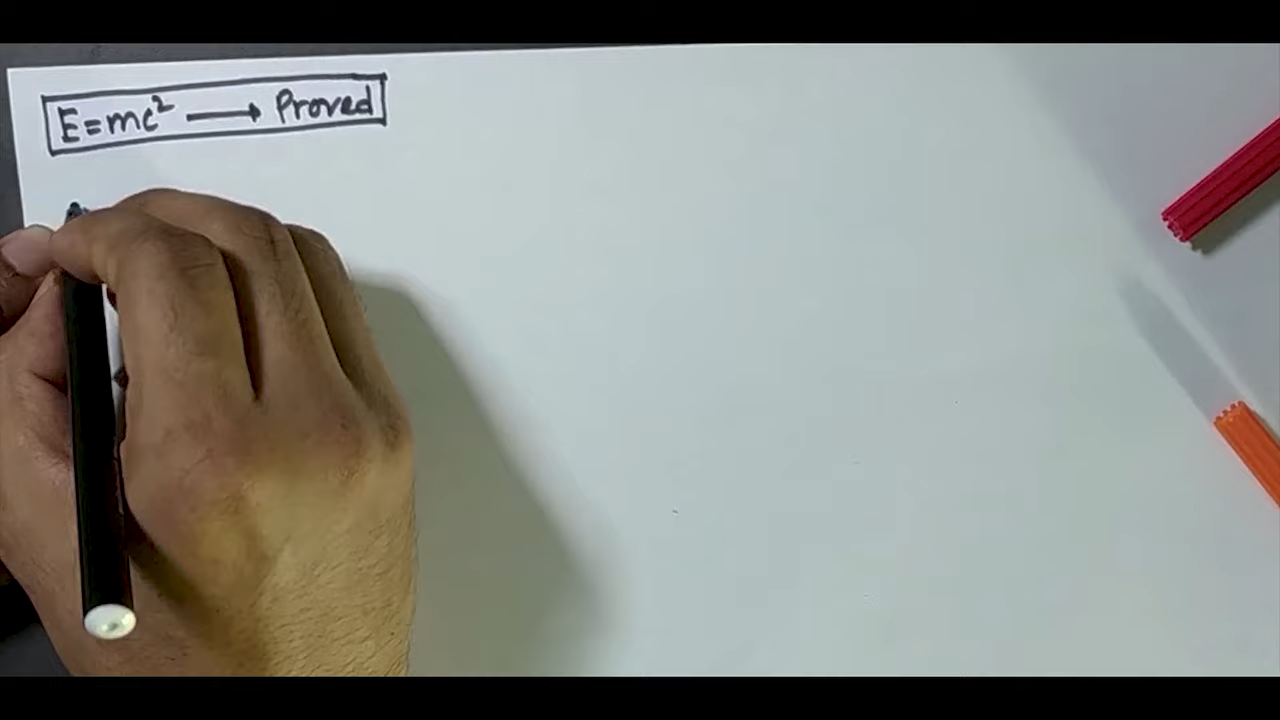 E=mc² ⟶ Proved